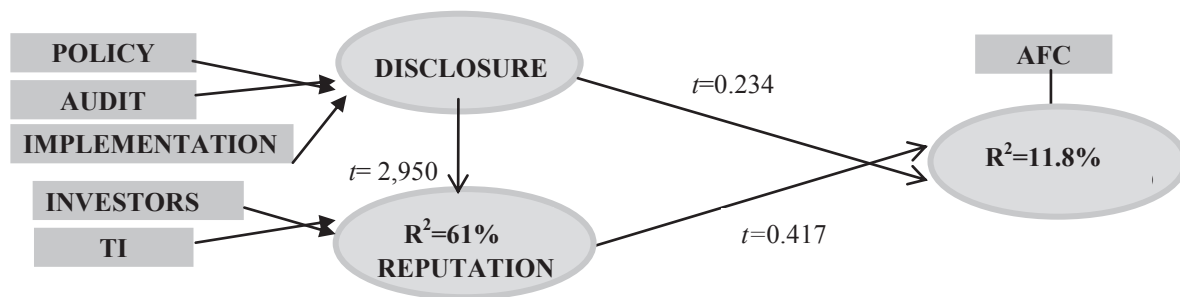 POLICY
AUDIT
IMPLEMENTATION
INVESTORS
TI
DISCLOSURE
t= 2,950
R²=61%
REPUTATION
t=0.234
t=0.417
AFC
R²=11.8%